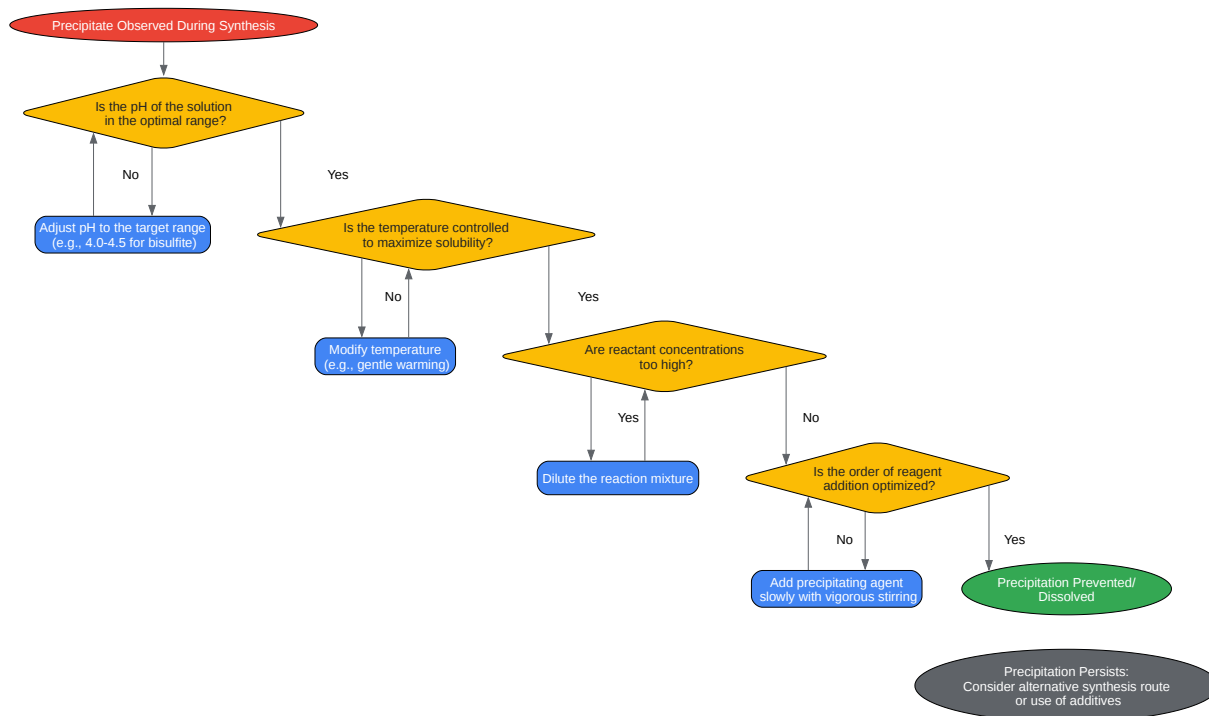 Precipitate Observed During Synthesis
Is the pH of the solution
in the optimal range?
No
Yes
Adjust pH to the target range
(e.g., 4.0-4.5 for bisulfite)
Is the temperature controlled
to maximize solubility?
No
Yes
Modify temperature
(e.g., gentle warming)
Are reactant concentrations
too high?
Yes
No
Dilute the reaction mixture
Is the order of reagent
addition optimized?
No
Yes
Add precipitating agent
slowly with vigorous stirring
Precipitation Prevented/
Dissolved
Precipitation Persists:
Consider alternative synthesis route
or use of additives